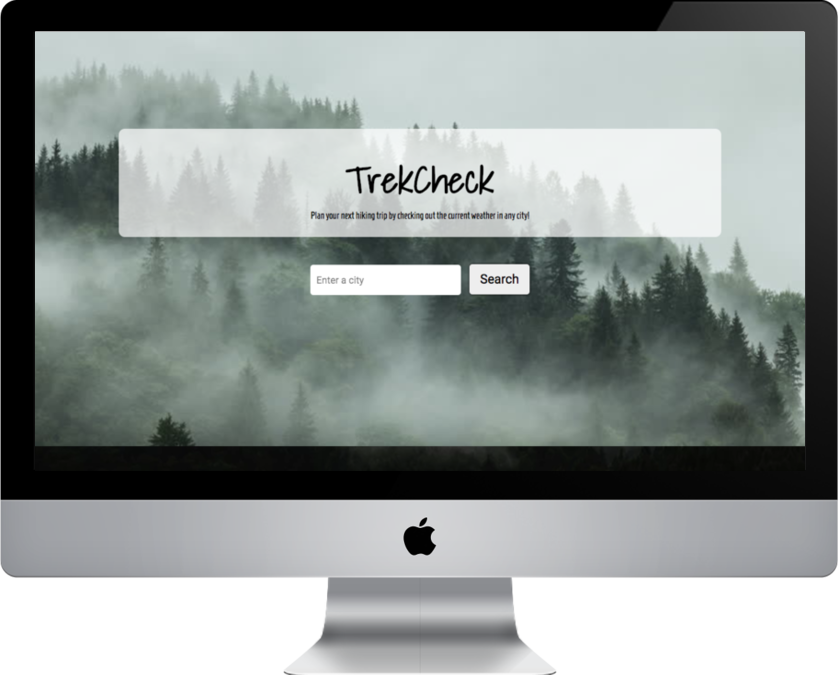 TrekCheck
Plan your next hiking trip by checking out the current weather in any city!
Enter a city
Search